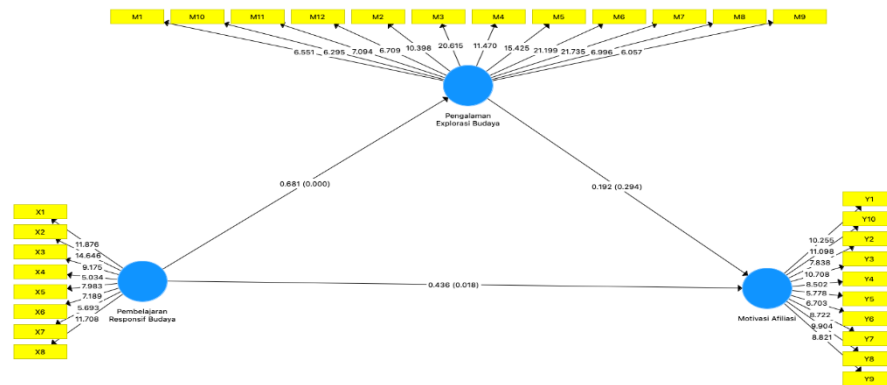 M1 M10 M11 M12 M2 M3 M4 M5 M6 M7 M8 M9
6.551 6.295 7.094 6.709 10.398 20.615 11.470 15.425 21.199 21.735 6.996 6.057
Pengalaman
Explorasi Budaya
0.681 (0.000)
0.192 (0.294)
X1
X2
X3
X4
X5
X6
X7
X8
11.876
14.646
9.175
5.034
7.983
7.189
5.693
11.708
Pembelajaran
Responsif Budaya
0.436 (0.018)
Y1
Y10
Y2
Y3
Y4
Y5
Y6
Y7
Y8
Y9
10.255
11.098
7.838
10.708
8.502
5.778
6.703
8.722
9.904
8.821
Motivasi Afiliasi